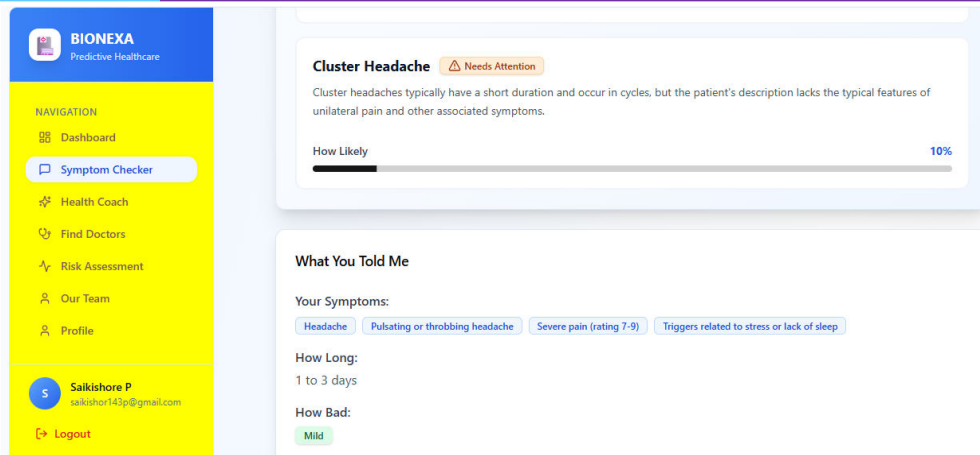 BIONEXA
Predictive Healthcare
NAVIGATION
Dashboard
Symptom Checker
Health Coach
Find Doctors
Risk Assessment
Our Team
Profile
S
Saikishore P
saikishor143p@gmail.com
Logout
Cluster Headache
Needs Attention
Cluster headaches typically have a short duration and occur in cycles, but the patient's description lacks the typical features of
unilateral pain and other associated symptoms.
How Likely
10%
What You Told Me
Your Symptoms:
Headache
Pulsating or throbbing headache
Severe pain (rating 7-9)
Triggers related to stress or lack of sleep
How Long:
1 to 3 days
How Bad:
Mild